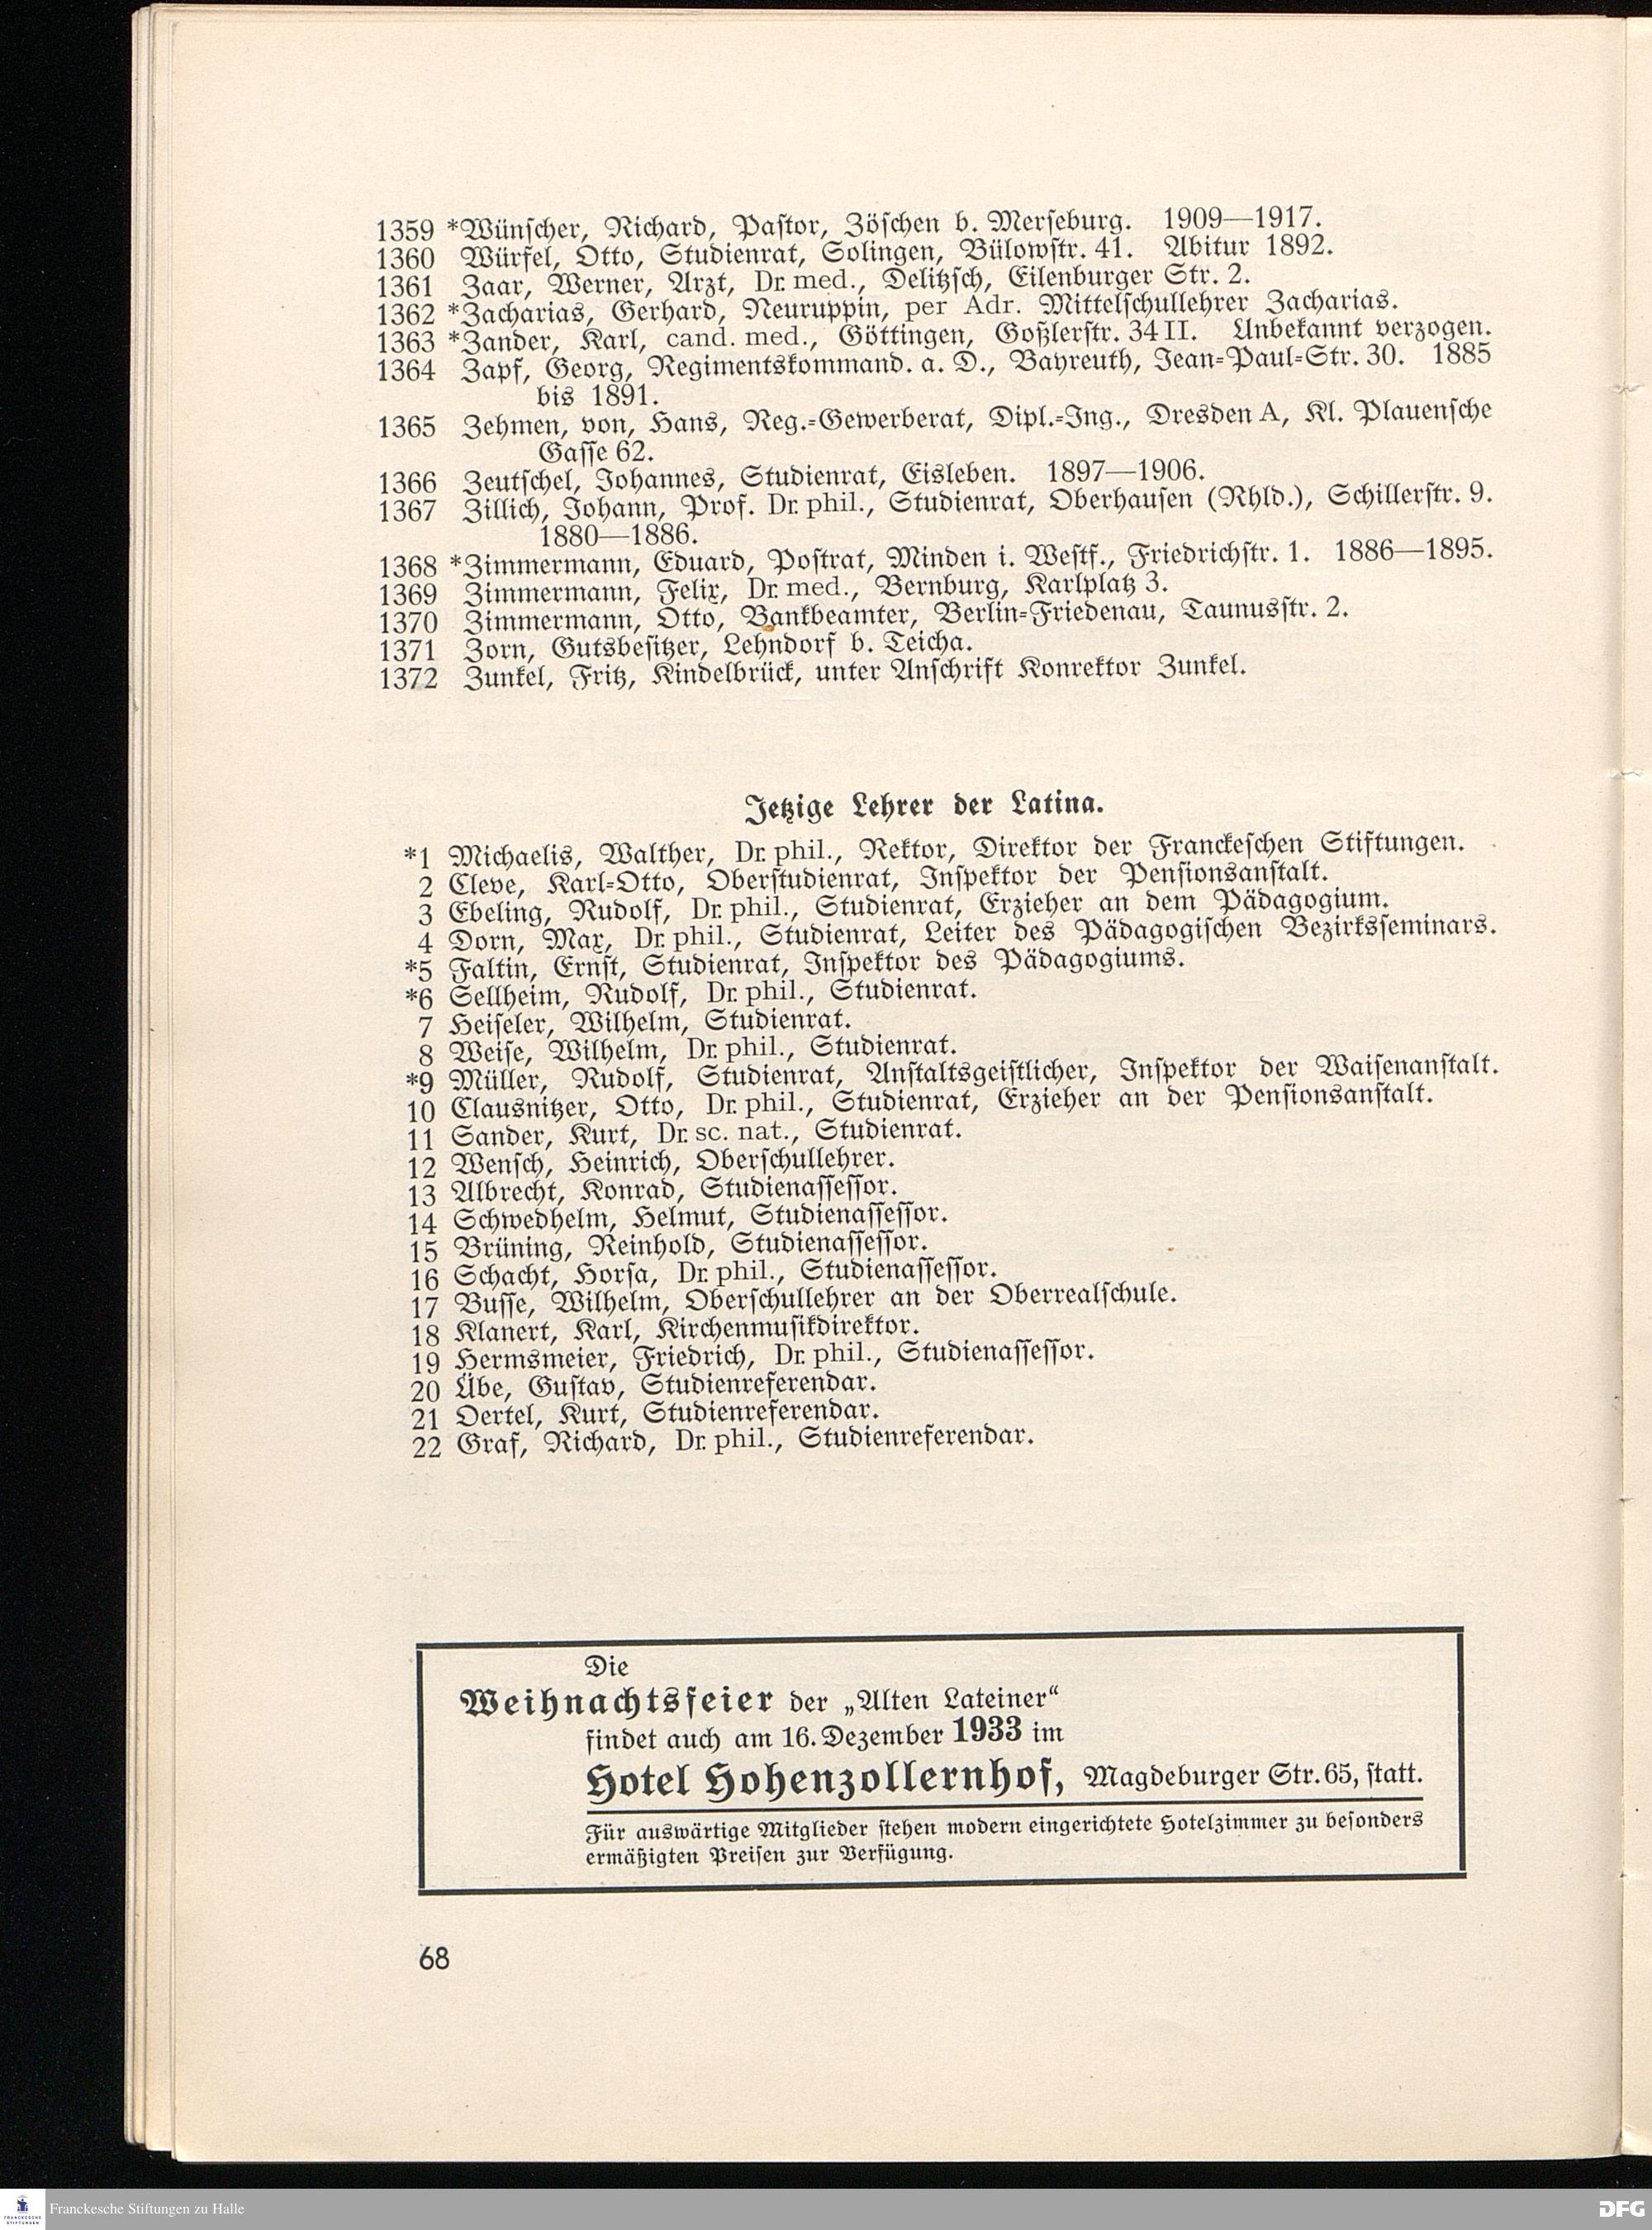 1359 *Wünscher, Richard, Pastor, Zöschen b. Merseburg. 1909—1917.
1360 Würfel, Otto, Studienrat, Solingen, Bülowstr. 41. Abitur 1892.
1361 Zaar, Werner, Arzt, Dr. med., Delitzsch, Eilenburger Str. 2.
1362 *Zacharias, Gerhard, Neuruppin, per Adr. Mittelschullehrer Zacharias.
1363 *Zander, Karl, cand. med., Göttingen, Goßlerstr. 34 II. Unbekannt verzogen.
1364 Zapf, Georg, Regimentskommand. a. D., Bayreuth, Jean-Paul-Str. 30. 1885
bis 1891.
1365 Zehmen, von, Hans, Reg.-Gewerberat, Dipl.-Ing., Dresden A, Kl. Plauensche
Gasse 62.
1366 Zeutschel, Johannes, Studienrat, Eisleben. 1897—1906.
1367 Zillich, Johann, Prof. Dr. phil., Studienrat, Oberhausen (Rhld.), Schillerstr. 9.
1880—1886.
1368 *Zimmermann, Eduard, Postrat, Minden i. Westf., Friedrichstr. 1. 1886—1895.
1369 Zimmermann, Felix, Dr. med., Bernburg, Karlplatz 3.
1370 Zimmermann, Otto, Bankbeamter, Berlin-Friedenau, Taunusstr. 2.
1371 Zorn, Gutsbesitzer, Lehndorf b. Teicha.
1372 Zunkel, Fritz, Kindelbrück, unter Anschrift Konrektor Zunkel.
Jetzige Lehrer der Latina.
*1 Michaelis, Walther, Dr. phil., Rektor, Direktor der Franckeschen Stiftungen.
2 Cleve, Karl-Otto, Oberstudienrat, Inspektor der Pensionsanstalt.
3 Ebeling, Rudolf, Dr. phil., Studienrat, Erzieher an dem Pädagogium.
4 Dorn, Max, Dr. phil., Studienrat, Leiter des Pädagogischen Bezirksseminars.
*5 Faltin, Ernst, Studienrat, Inspektor des Pädagogiums.
*6 Sellheim, Rudolf, Dr. phil., Studienrat.
7 Heiseler, Wilhelm, Studienrat.
8 Weise, Wilhelm, Dr. phil., Studienrat.
*9 Müller, Rudolf, Studienrat, Anstaltsgeistlicher, Inspektor der Waisenanstalt.
10 Clausnitzer, Otto, Dr. phil., Studienrat, Erzieher an der Pensionsanstalt.
11 Sander, Kurt, Dr. sc. nat., Studienrat.
12 Wensch, Heinrich, Oberschullehrer.
13 Albrecht, Konrad, Studienassessor.
14 Schwedhelm, Helmut, Studienassessor.
15 Brüning, Reinhold, Studienassessor.
16 Schacht, Horsa, Dr. phil., Studienassessor.
17 Busse, Wilhelm, Oberschullehrer an der Oberrealschule.
18 Klanert, Karl, Kirchenmusikdirektor.
19 Hermsmeier, Friedrich, Dr. phil., Studienassessor.
20 Übe, Gustav, Studienreferendar.
21 Oertel, Kurt, Studienreferendar.
22 Graf, Richard, Dr. phil., Studienreferendar.
Die
Weihnachtsfeier der „Alten Lateiner“
findet auch am 16. Dezember 1933 im
Hotel Hohenzollernhof, Magdeburger Str. 65, statt.
Für auswärtige Mitglieder stehen modern eingerichtete Hotelzimmer zu besonders
ermäßigten Preisen zur Verfügung.
68
FRANCKESCHE
STIFTUNGEN
Franckesche Stiftungen zu Halle
DFG